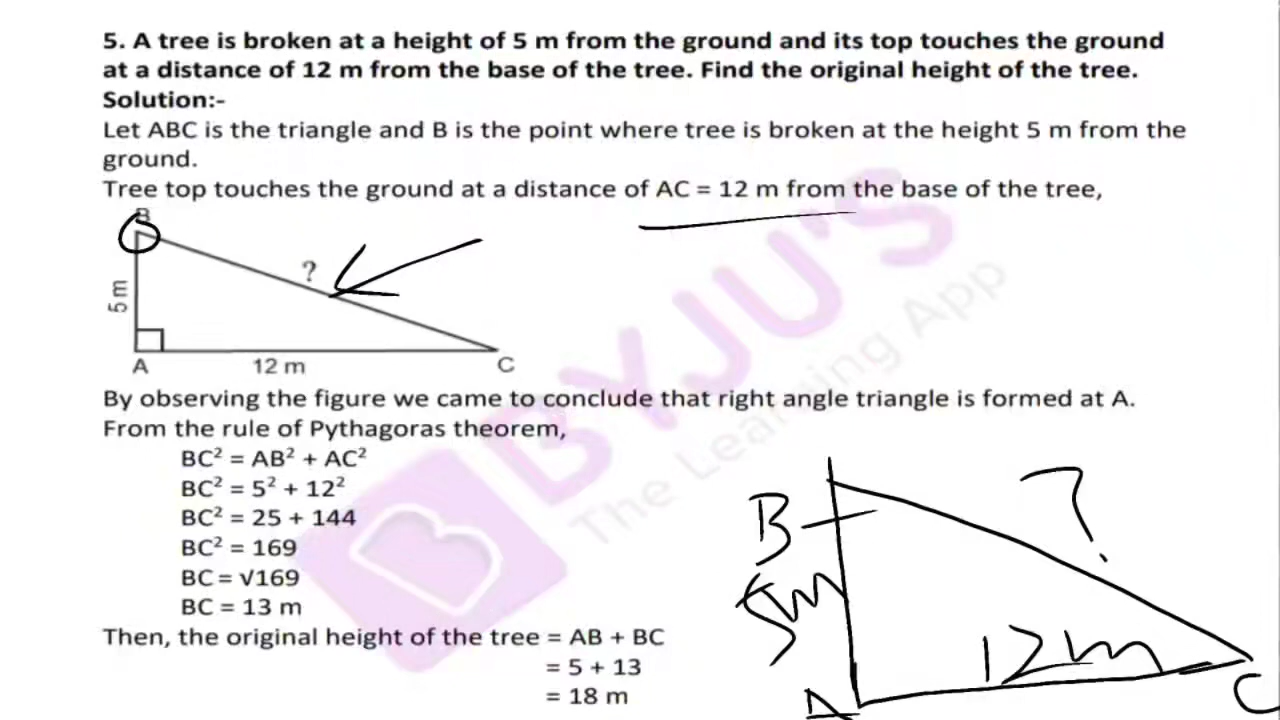 5. A tree is broken at a height of 5 m from the ground and its top touches the ground
at a distance of 12 m from the base of the tree. Find the original height of the tree.
Solution:-
Let ABC is the triangle and B is the point where tree is broken at the height 5 m from the
ground.
Tree top touches the ground at a distance of AC = 12 m from the base of the tree,
B
?
5 m
A
12 m
C
By observing the figure we came to conclude that right angle triangle is formed at A.
From the rule of Pythagoras theorem,
BC² = AB² + AC²
BC² = 5² + 12²
BC² = 25 + 144
BC² = 169
BC = √169
BC = 13 m
Then, the original height of the tree = AB + BC
= 5 + 13
= 18 m
B
?
5m
12m
A
C
BYJU'S
The Learning App